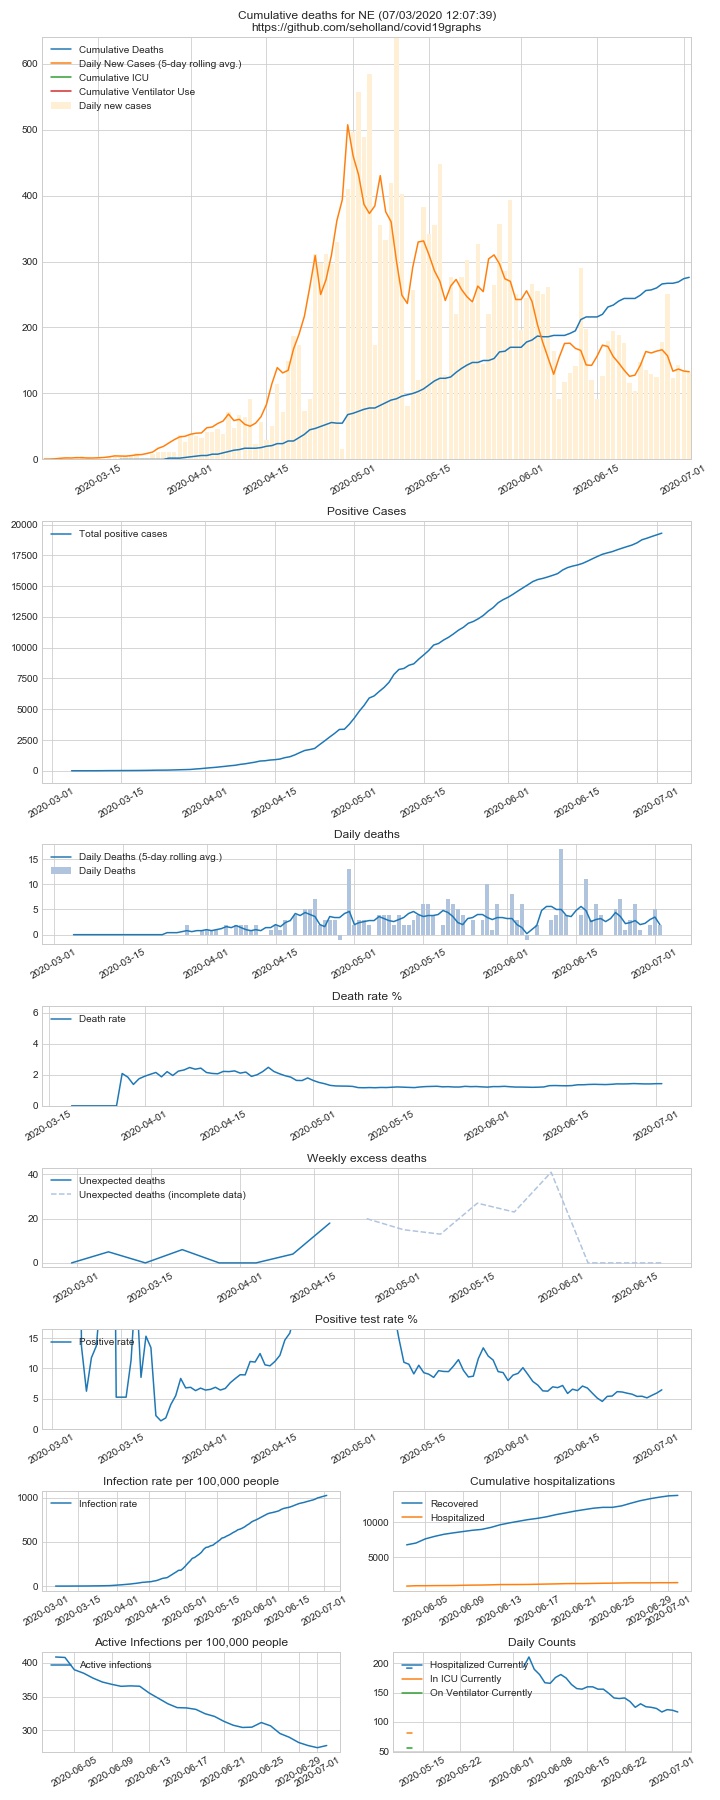 Cumulative deaths for NE (07/03/2020 12:07:39)
https://github.com/seholland/covid19graphs
Cumulative Deaths
Daily New Cases (5-day rolling avg.)
Cumulative ICU
Cumulative Ventilator Use
Daily new cases
600
500
400
300
200
100
0
2020-03-15 2020-04-01 2020-04-15 2020-05-01 2020-05-15 2020-06-01 2020-06-15 2020-07-01
Positive Cases
Total positive cases
20000
17500
15000
12500
10000
7500
5000
2500
0
2020-03-01 2020-03-15 2020-04-01 2020-04-15 2020-05-01 2020-05-15 2020-06-01 2020-06-15 2020-07-01
Daily deaths
Daily Deaths (5-day rolling avg.)
Daily Deaths
15
10
5
0
2020-03-01 2020-03-15 2020-04-01 2020-04-15 2020-05-01 2020-05-15 2020-06-01 2020-06-15 2020-07-01
Death rate %
Death rate
6
4
2
0
2020-03-15 2020-04-01 2020-04-15 2020-05-01 2020-05-15 2020-06-01 2020-06-15 2020-07-01
Weekly excess deaths
Unexpected deaths
Unexpected deaths (incomplete data)
40
20
0
2020-03-01 2020-03-15 2020-04-01 2020-04-15 2020-05-01 2020-05-15 2020-06-01 2020-06-15
Positive test rate %
Positive rate
15
10
5
0
2020-03-01 2020-03-15 2020-04-01 2020-04-15 2020-05-01 2020-05-15 2020-06-01 2020-06-15 2020-07-01
Infection rate per 100,000 people
Infection rate
1000
500
0
2020-03-01 2020-03-15 2020-04-01 2020-04-15 2020-05-01 2020-05-15 2020-06-01 2020-06-15 2020-07-01
Cumulative hospitalizations
Recovered
Hospitalized
10000
5000
2020-06-05 2020-06-09 2020-06-13 2020-06-17 2020-06-21 2020-06-25 2020-06-29 2020-07-01
Active Infections per 100,000 people
Active infections
400
350
300
2020-06-05 2020-06-09 2020-06-13 2020-06-17 2020-06-21 2020-06-25 2020-06-29 2020-07-01
Daily Counts
Hospitalized Currently
In ICU Currently
On Ventilator Currently
200
150
100
50
2020-05-15 2020-05-22 2020-06-01 2020-06-08 2020-06-15 2020-06-22 2020-07-01